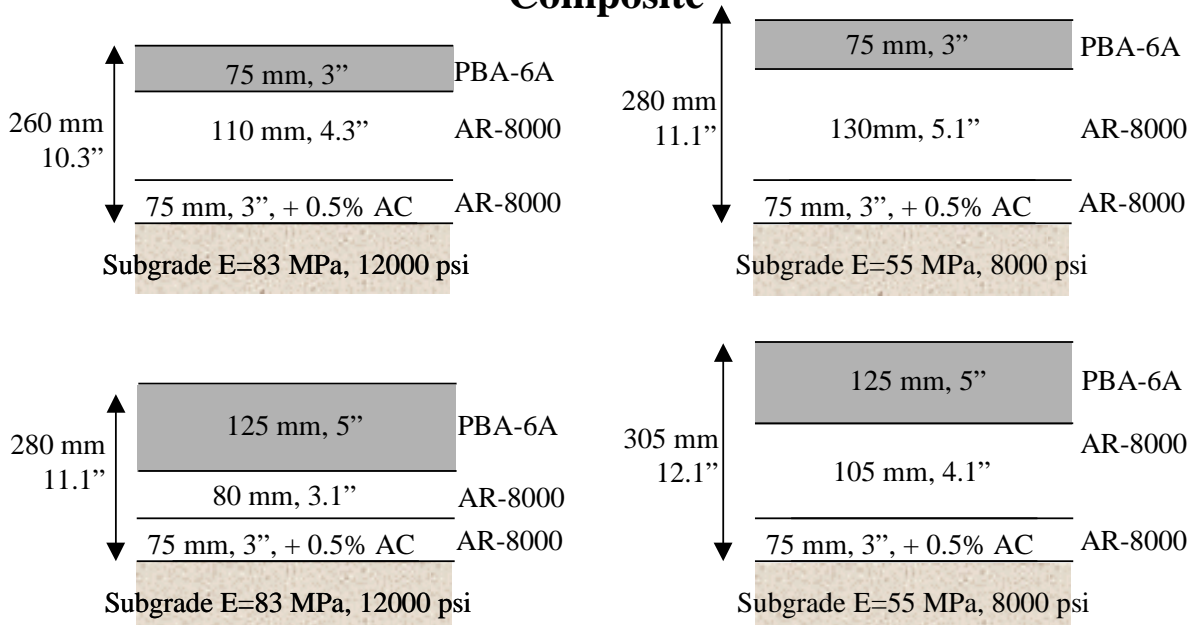 Composite
75 mm, 3”
PBA-6A
260 mm
10.3”
110 mm, 4.3”
AR-8000
75 mm, 3”, + 0.5% AC
AR-8000
Subgrade E=83 MPa, 12000 psi
75 mm, 3”
PBA-6A
280 mm
11.1”
130mm, 5.1”
AR-8000
75 mm, 3”, + 0.5% AC
AR-8000
Subgrade E=55 MPa, 8000 psi
125 mm, 5”
PBA-6A
280 mm
11.1”
80 mm, 3.1”
AR-8000
75 mm, 3”, + 0.5% AC
AR-8000
Subgrade E=83 MPa, 12000 psi
125 mm, 5”
PBA-6A
305 mm
12.1”
AR-8000
105 mm, 4.1”
75 mm, 3”, + 0.5% AC
AR-8000
Subgrade E=55 MPa, 8000 psi